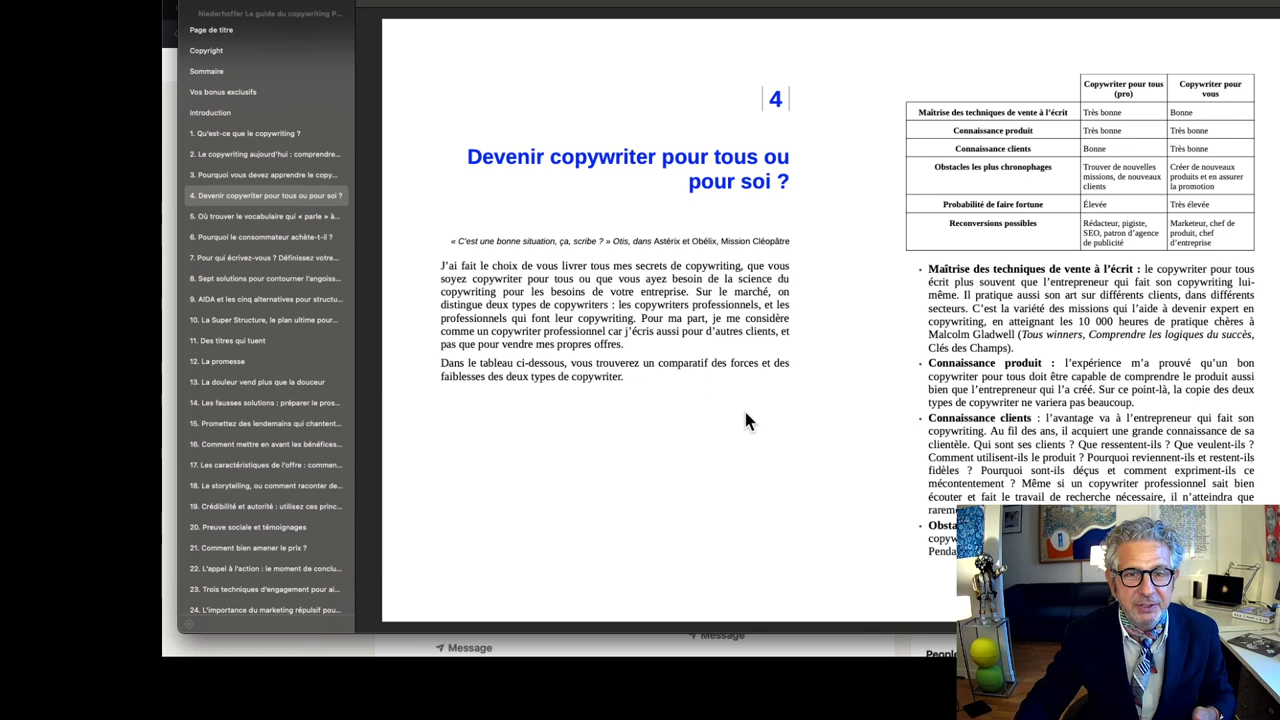 Niederhoffer Le guide du copywriting P...
Page de titre
Copyright
Sommaire
Vos bonus exclusifs
Introduction
1. Qu'est-ce que le copywriting ?
2. Le copywriting aujourd'hui : comprendre...
3. Pourquoi vous devez apprendre le copy...
4. Devenir copywriter pour tous ou pour soi ?
5. Où trouver le vocabulaire qui « parle » à...
6. Pourquoi le consommateur achète-t-il ?
7. Pour qui écrivez-vous ? Définissez votre...
8. Sept solutions pour contourner l'angoiss...
9. AIDA et les cinq alternatives pour structu...
10. La Super Structure, le plan ultime pour...
11. Des titres qui tuent
12. La promesse
13. La douleur vend plus que la douceur
14. Les fausses solutions : préparer le pros...
15. Promettez des lendemains qui chantent...
16. Comment mettre en avant les bénéfices...
17. Les caractéristiques de l'offre : commen...
18. Le storytelling, ou comment raconter de...
19. Crédibilité et autorité : utilisez ces princ...
20. Preuve sociale et témoignages
21. Comment bien amener le prix ?
22. L'appel à l'action : le moment de conclu...
23. Trois techniques d'engagement pour ai...
24. L'importance du marketing répulsif pou...
4
Devenir copywriter pour tous ou
pour soi ?
« C'est une bonne situation, ça, scribe ? » Otis, dans Astérix et Obélix, Mission Cléopâtre
J'ai fait le choix de vous livrer tous mes secrets de copywriting, que vous
soyez copywriter pour tous ou que vous ayez besoin de la science du
copywriting pour les besoins de votre entreprise. Sur le marché, on
distingue deux types de copywriters : les copywriters professionnels, et les
professionnels qui font leur copywriting. Pour ma part, je me considère
comme un copywriter professionnel car j'écris aussi pour d'autres clients, et
pas que pour vendre mes propres offres.
Dans le tableau ci-dessous, vous trouverez un comparatif des forces et des
faiblesses des deux types de copywriter.
Copywriter pour tous (pro) Copywriter pour vous
Maîtrise des techniques de vente à l'écrit Très bonne Bonne
Connaissance produit Très bonne Très bonne
Connaissance clients Bonne Très bonne
Obstacles les plus chronophages Trouver de nouvelles missions, de nouveaux clients Créer de nouveaux produits et en assurer la promotion
Probabilité de faire fortune Élevée Très élevée
Reconversions possibles Rédacteur, pigiste, SEO, patron d'agence de publicité Marketeur, chef de produit, chef d'entreprise
• Maîtrise des techniques de vente à l'écrit : le copywriter pour tous
écrit plus souvent que l'entrepreneur qui fait son copywriting lui-
même. Il pratique aussi son art sur différents clients, dans différents
secteurs. C'est la variété des missions qui l'aide à devenir expert en
copywriting, en atteignant les 10 000 heures de pratique chères à
Malcolm Gladwell (Tous winners, Comprendre les logiques du succès,
Clés des Champs).
• Connaissance produit : l'expérience m'a prouvé qu'un bon
copywriter pour tous doit être capable de comprendre le produit aussi
bien que l'entrepreneur qui l'a créé. Sur ce point-là, la copie des deux
types de copywriter ne variera pas beaucoup.
• Connaissance clients : l'avantage va à l'entrepreneur qui fait son
copywriting. Au fil des ans, il acquiert une grande connaissance de sa
clientèle. Qui sont ses clients ? Que ressentent-ils ? Que veulent-ils ?
Comment utilisent-ils le produit ? Pourquoi reviennent-ils et restent-ils
fidèles ? Pourquoi sont-ils déçus et comment expriment-ils ce
mécontentement ? Même si un copywriter professionnel sait bien
écouter et fait le travail de recherche nécessaire, il n'atteindra que
rarem
• Obsta
copyw
Penda
Message
Message
People